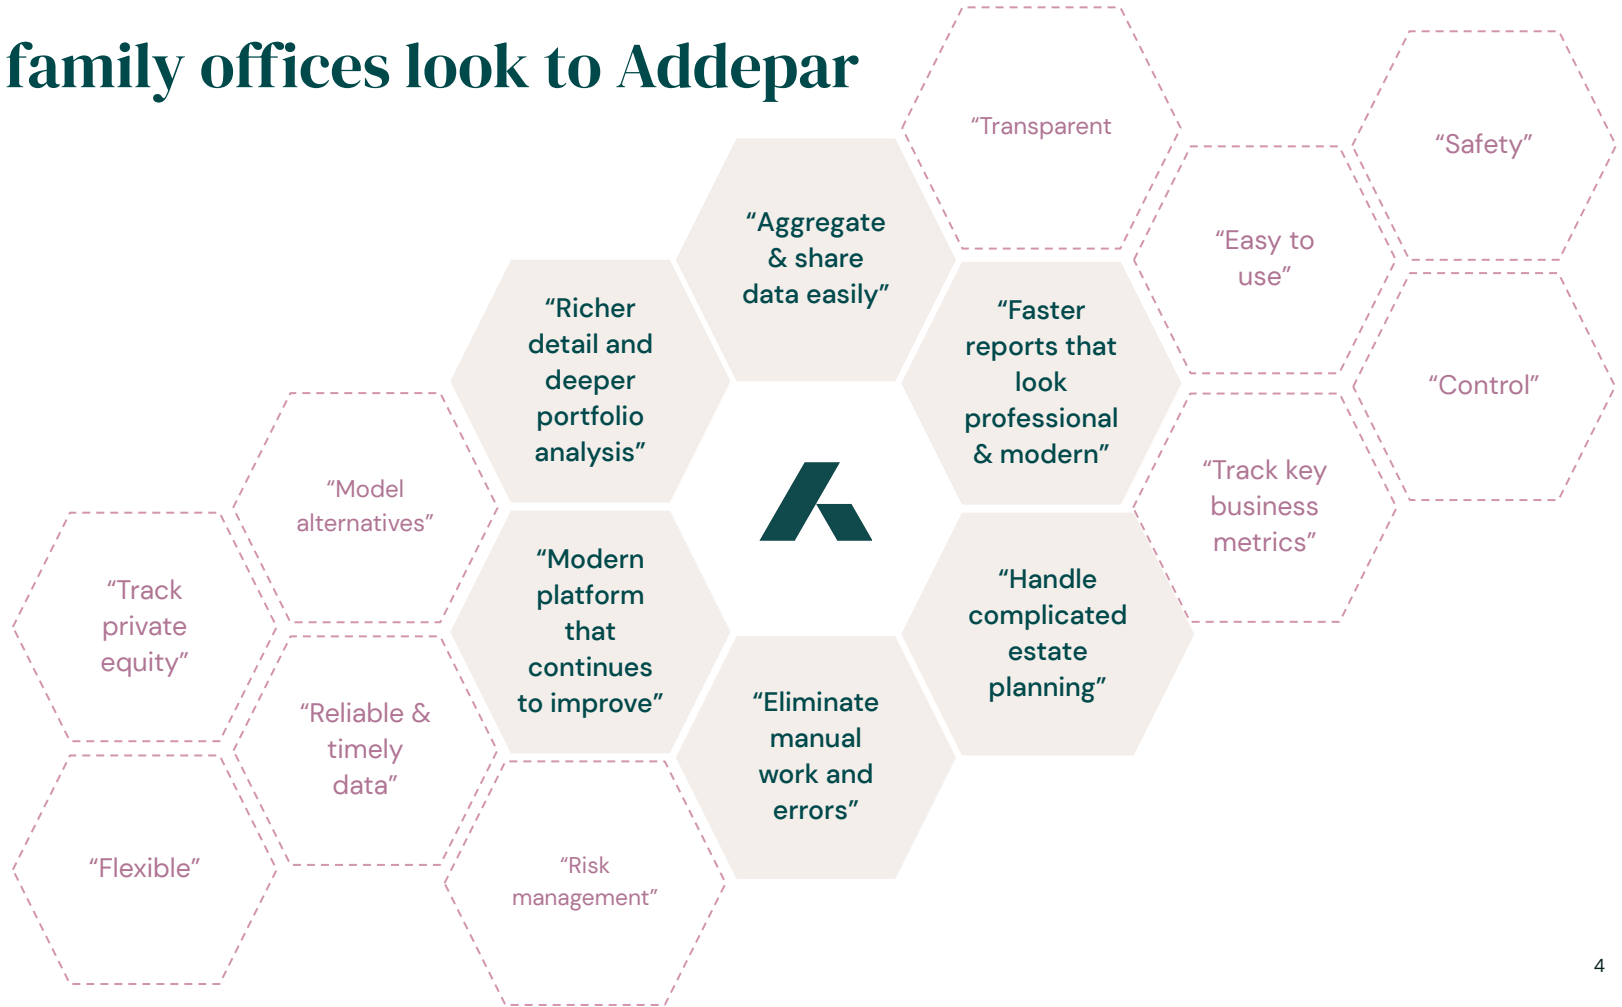 family offices look to Addepar
“Transparent
“Safety”
“Easy to
use”
“Control”
“Track key
business
metrics”
“Aggregate
& share
data easily”
“Richer
detail and
deeper
portfolio
analysis”
“Faster
reports that
look
professional
& modern”
“Modern
platform
that
continues
to improve”
“Handle
complicated
estate
planning”
“Eliminate
manual
work and
errors”
“Model
alternatives”
“Track
private
equity”
“Reliable &
timely
data”
“Flexible”
“Risk
management”
4